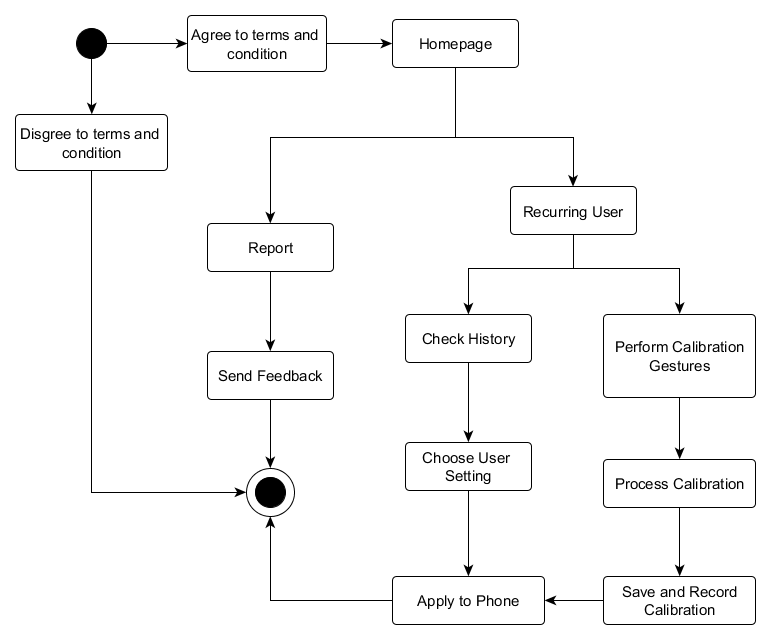 Agree to terms and
condition
Homepage
Disgree to terms and
condition
Recurring User
Report
Check History
Perform Calibration
Gestures
Send Feedback
Choose User
Setting
Process Calibration
Apply to Phone
Save and Record
Calibration